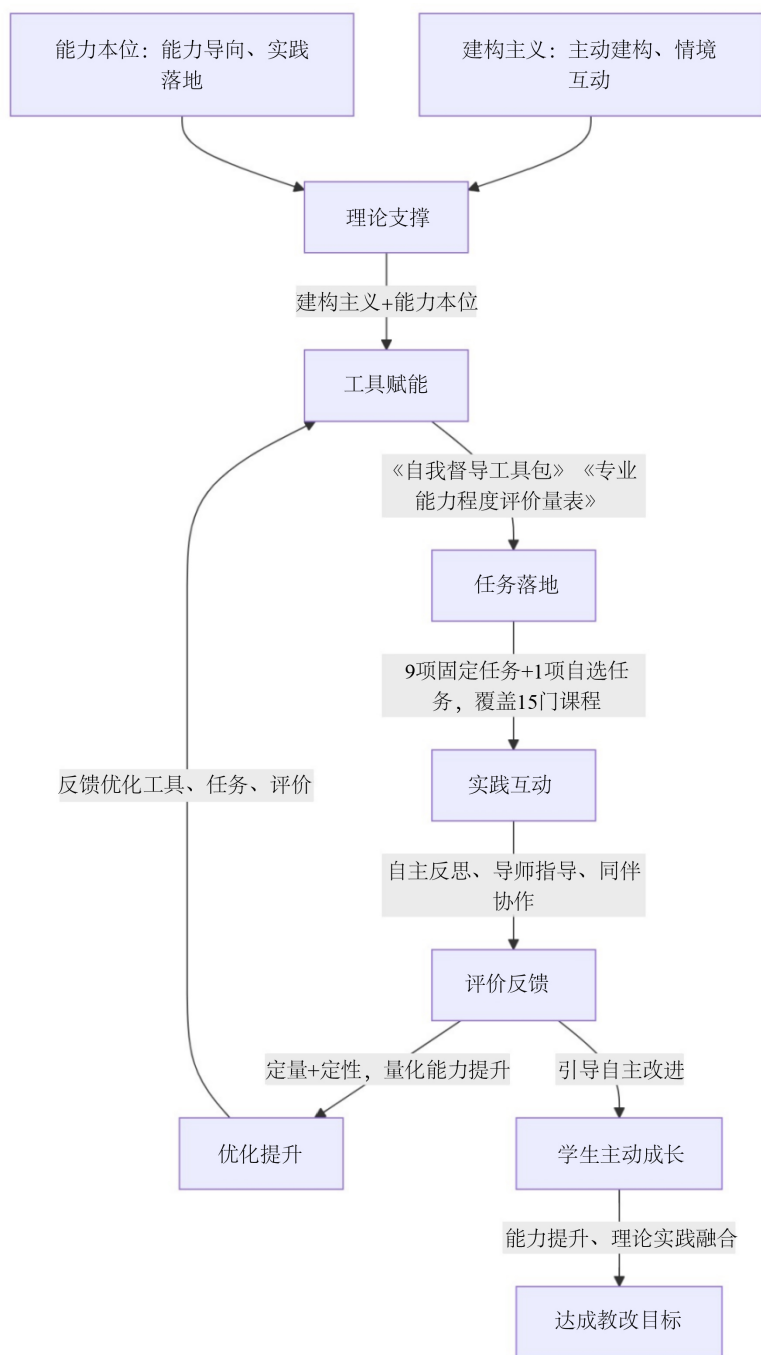 能力本位：能力导向、实践
落地
建构主义：主动建构、情境
互动
理论支撑
建构主义+能力本位
工具赋能
《自我督导工具包》《专业
能力程度评价量表》
任务落地
9项固定任务+1项自选任
务，覆盖15门课程
反馈优化工具、任务、评价
实践互动
自主反思、导师指导、同伴
协作
评价反馈
定量+定性，量化能力提升
引导自主改进
优化提升
学生主动成长
能力提升、理论实践融合
达成教改目标